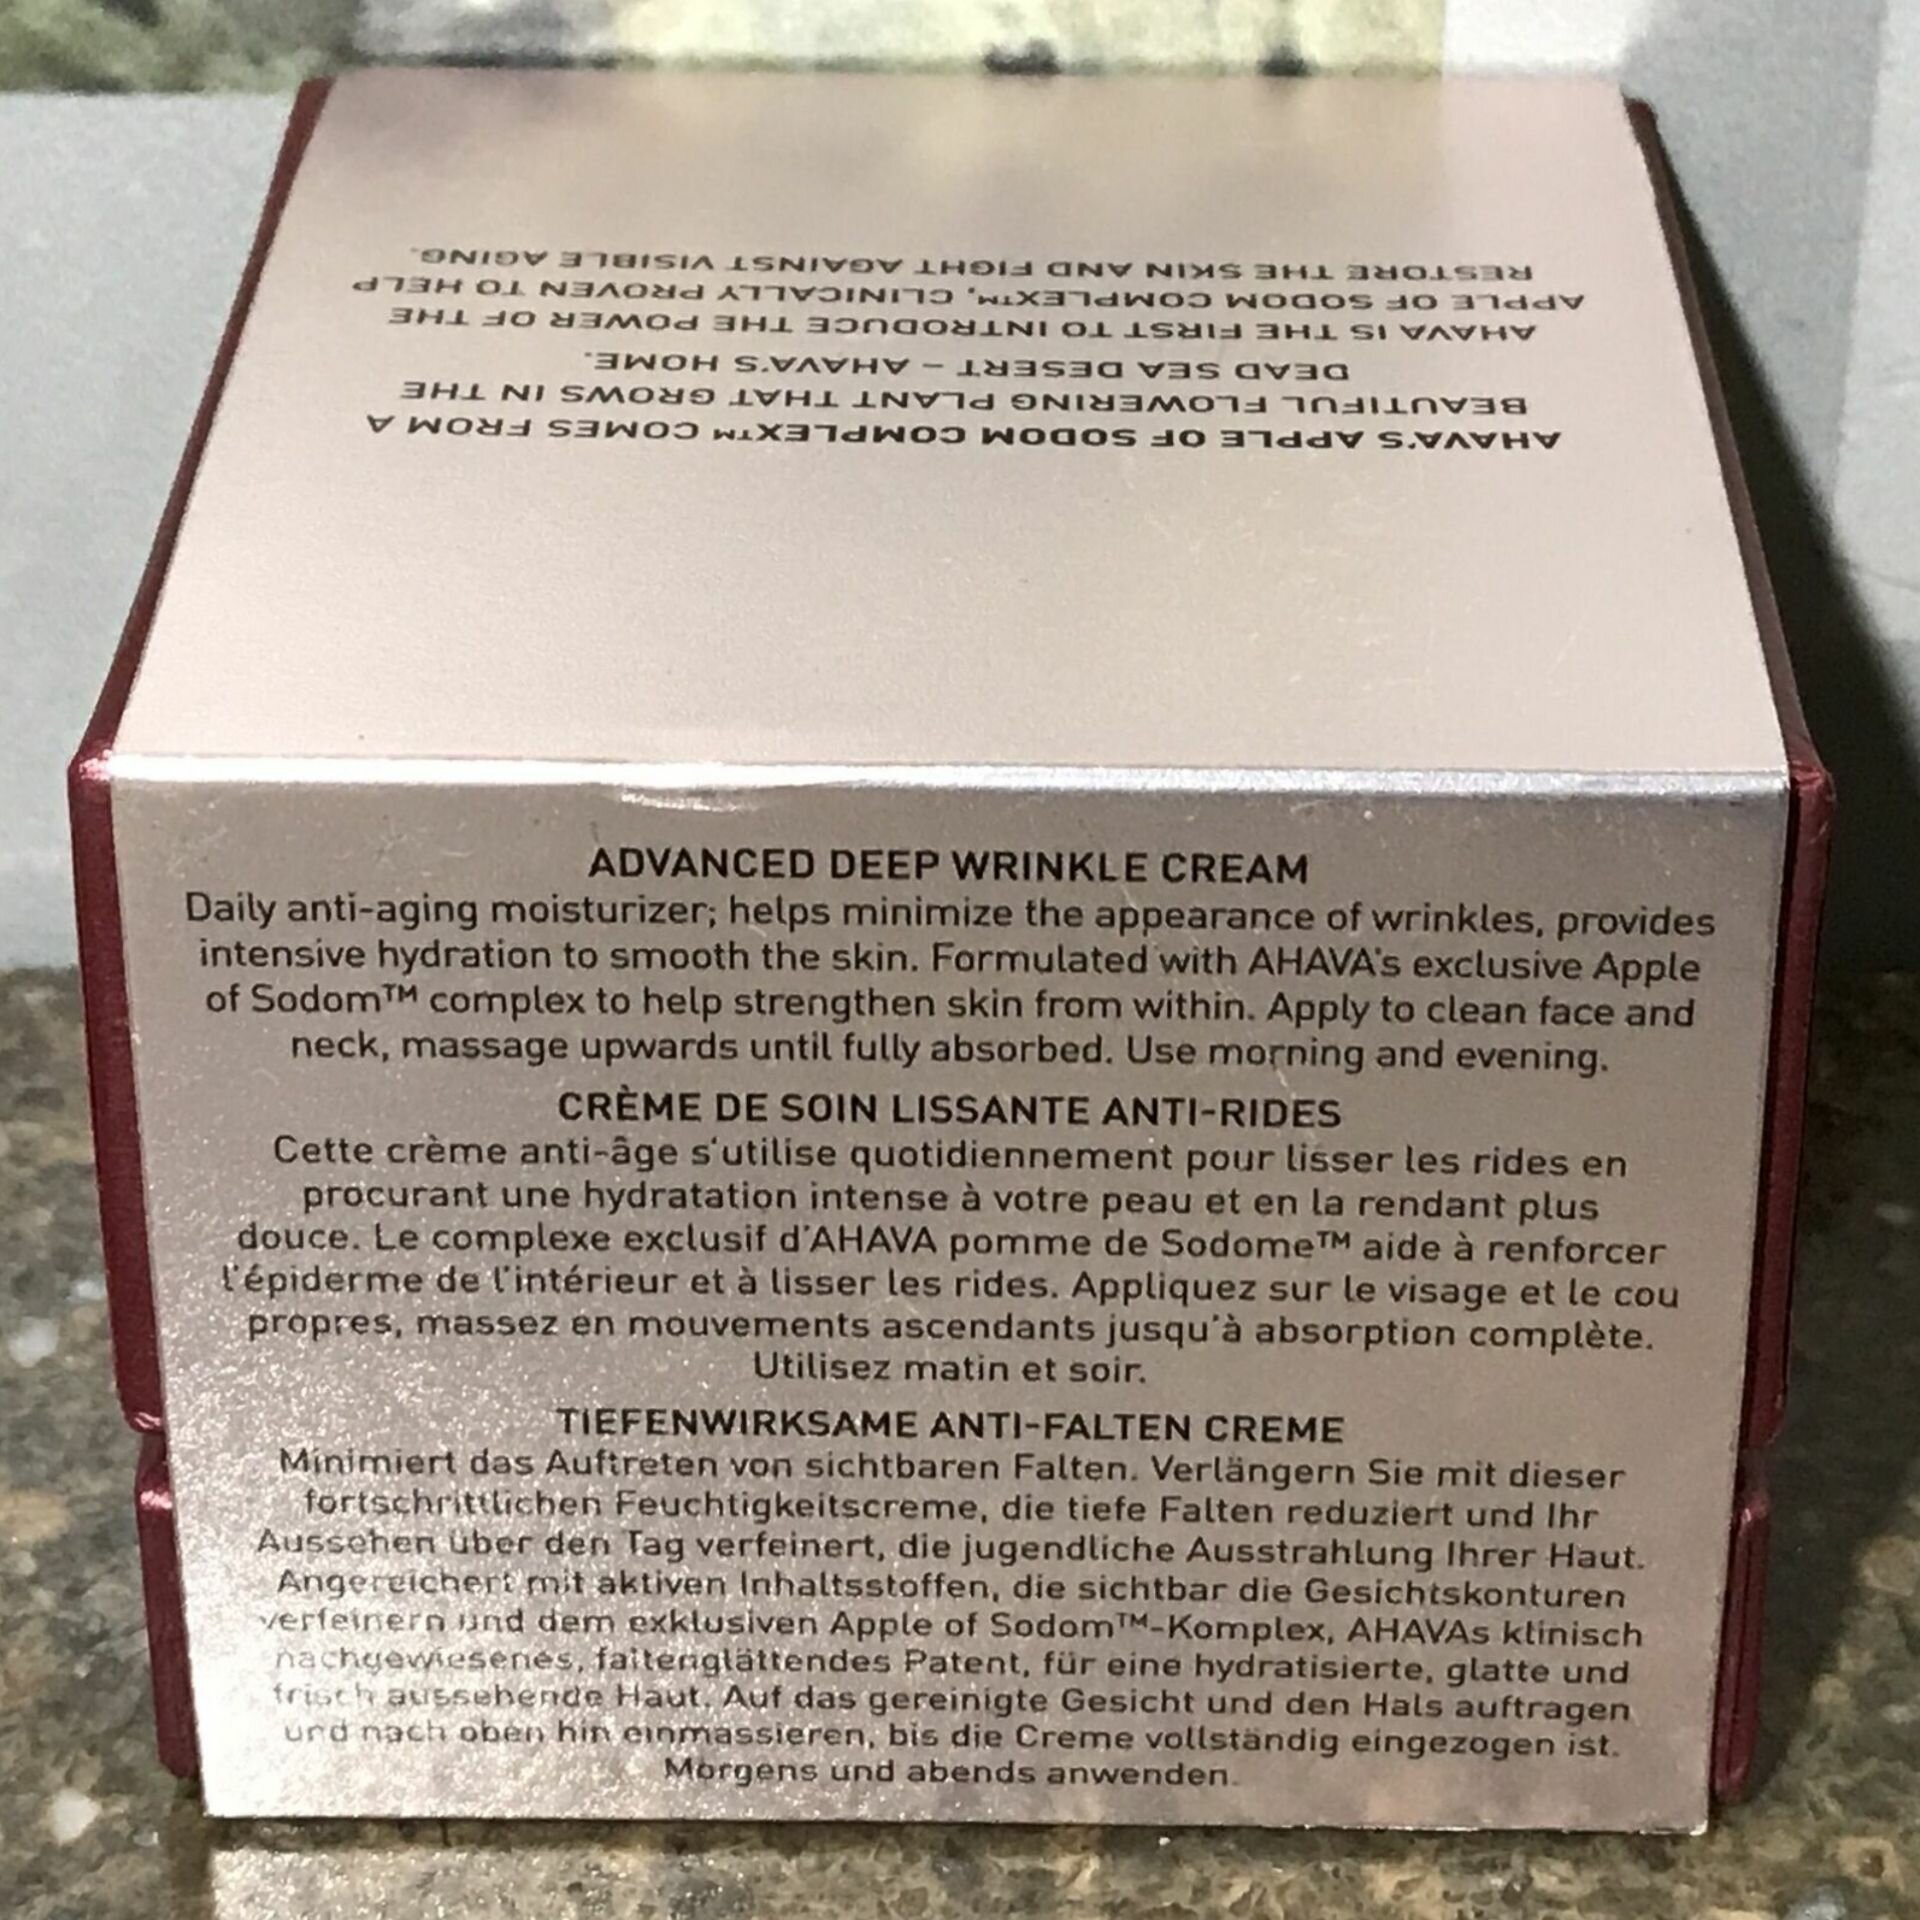 AHAVA'S APPLE OF SODOM COMPLEX™ COMES FROM A
BEAUTIFUL FLOWERING PLANT THAT GROWS IN THE
DEAD SEA DESERT – AHAVA'S HOME.
AHAVA IS THE FIRST TO INTRODUCE THE POWER OF THE
APPLE OF SODOM COMPLEX™, CLINICALLY PROVEN TO HELP
RESTORE THE SKIN AND FIGHT AGAINST VISIBLE AGING.
ADVANCED DEEP WRINKLE CREAM
Daily anti-aging moisturizer; helps minimize the appearance of wrinkles, provides
intensive hydration to smooth the skin. Formulated with AHAVA's exclusive Apple
of Sodom™ complex to help strengthen skin from within. Apply to clean face and
neck, massage upwards until fully absorbed. Use morning and evening.
CRÈME DE SOIN LISSANTE ANTI-RIDES
Cette crème anti-âge s'utilise quotidiennement pour lisser les rides en
procurant une hydratation intense à votre peau et en la rendant plus
douce. Le complexe exclusif d'AHAVA pomme de Sodome™ aide à renforcer
l'épiderme de l'intérieur et à lisser les rides. Appliquez sur le visage et le cou
propres, massez en mouvements ascendants jusqu'à absorption complète.
Utilisez matin et soir.
TIEFENWIRKSAME ANTI-FALTEN CREME
Minimiert das Auftreten von sichtbaren Falten. Verlängern Sie mit dieser
fortschrittlichen Feuchtigkeitscreme, die tiefe Falten reduziert und Ihr
Aussehen über den Tag verfeinert, die jugendliche Ausstrahlung Ihrer Haut.
Angereichert mit aktiven Inhaltsstoffen, die sichtbar die Gesichtskonturen
verfeinern und dem exklusiven Apple of Sodom™-Komplex, AHAVAs klinisch
nachgewiesenes, faltenglättendes Patent, für eine hydratisierte, glatte und
frisch aussehende Haut. Auf das gereinigte Gesicht und den Hals auftragen
und nach oben hin einmassieren, bis die Creme vollständig eingezogen ist.
Morgens und abends anwenden.